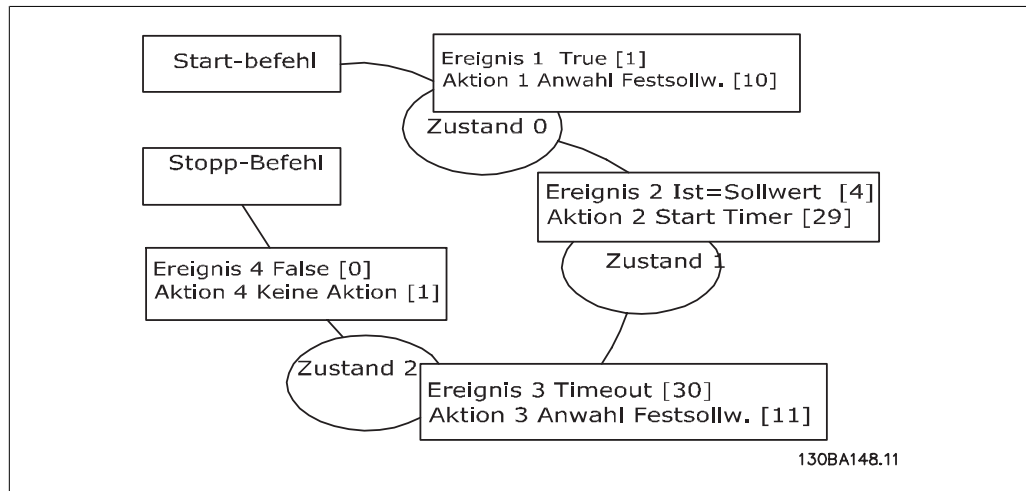 Start-befehl
Ereignis 1 True [1]
Aktion 1 Anwahl Festsollw. [10]
Zustand 0
Stopp-Befehl
Ereignis 2 Ist=Sollwert [4]
Aktion 2 Start Timer [29]
Zustand 1
Ereignis 4 False [0]
Aktion 4 Keine Aktion [1]
Zustand 2
Ereignis 3 Timeout [30]
Aktion 3 Anwahl Festsollw. [11]
130BA148.11